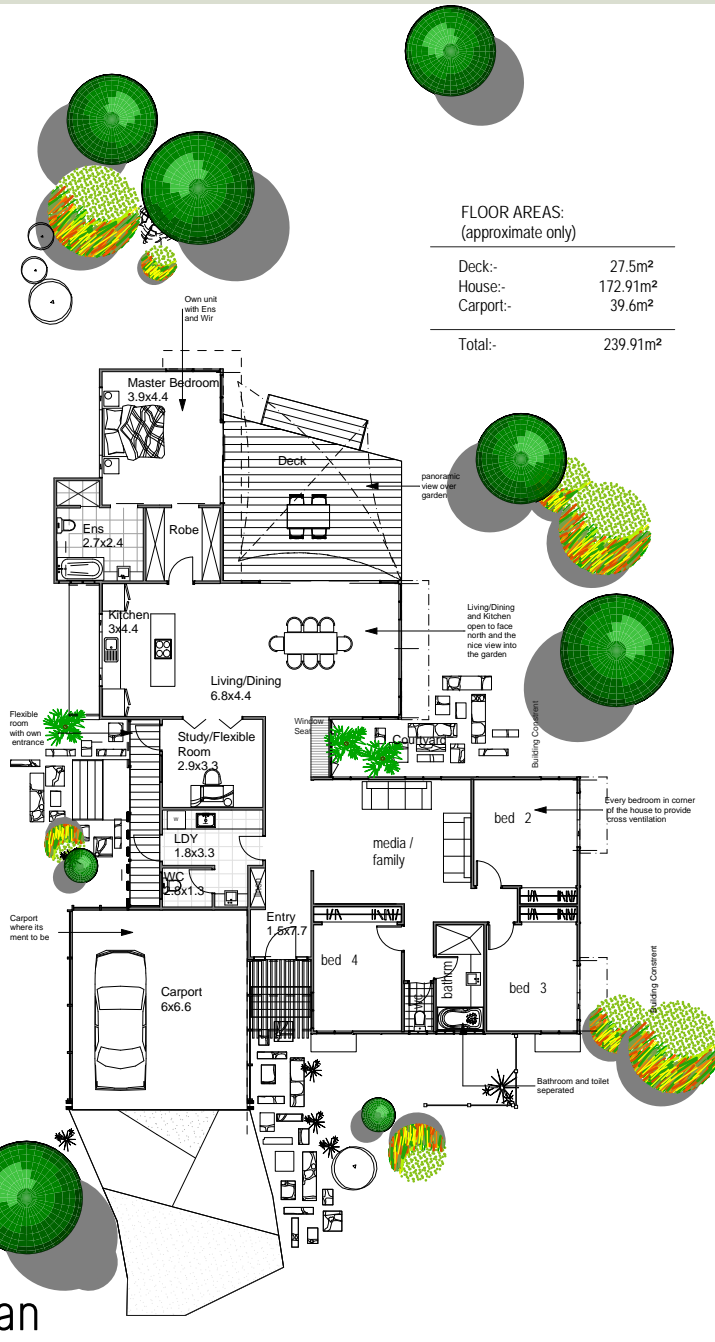 FLOOR AREAS:
(approximate only)
Deck:- 27.5m²
House:- 172.91m²
Carport:- 39.6m²
Total:- 239.91m²
Own unit
with Ens
and Wir
Master Bedroom
3.9x4.4
Deck
panoramic
view over
garden
Ens
2.7x2.4
Robe
Kitchen
3x4.4
Living/Dining
6.8x4.4
Living/Dining
and Kitchen
open to face
north and the
nice view into
the garden
Flexible
room
with own
entrance
Study/Flexible
Room
2.9x3.3
Window
Seat
Courtyard
Building Constrent
W
LDY
1.8x3.3
WC
2.8x1.3
media /
family
bed 2
Every bedroom in corner
of the house to provide
cross ventilation
Carport
where its
ment to be
Entry
1.5x7.7
bed 4
WC
bathrm
bed 3
Building Constrent
Carport
6x6.6
Bathroom and toilet
seperated
an